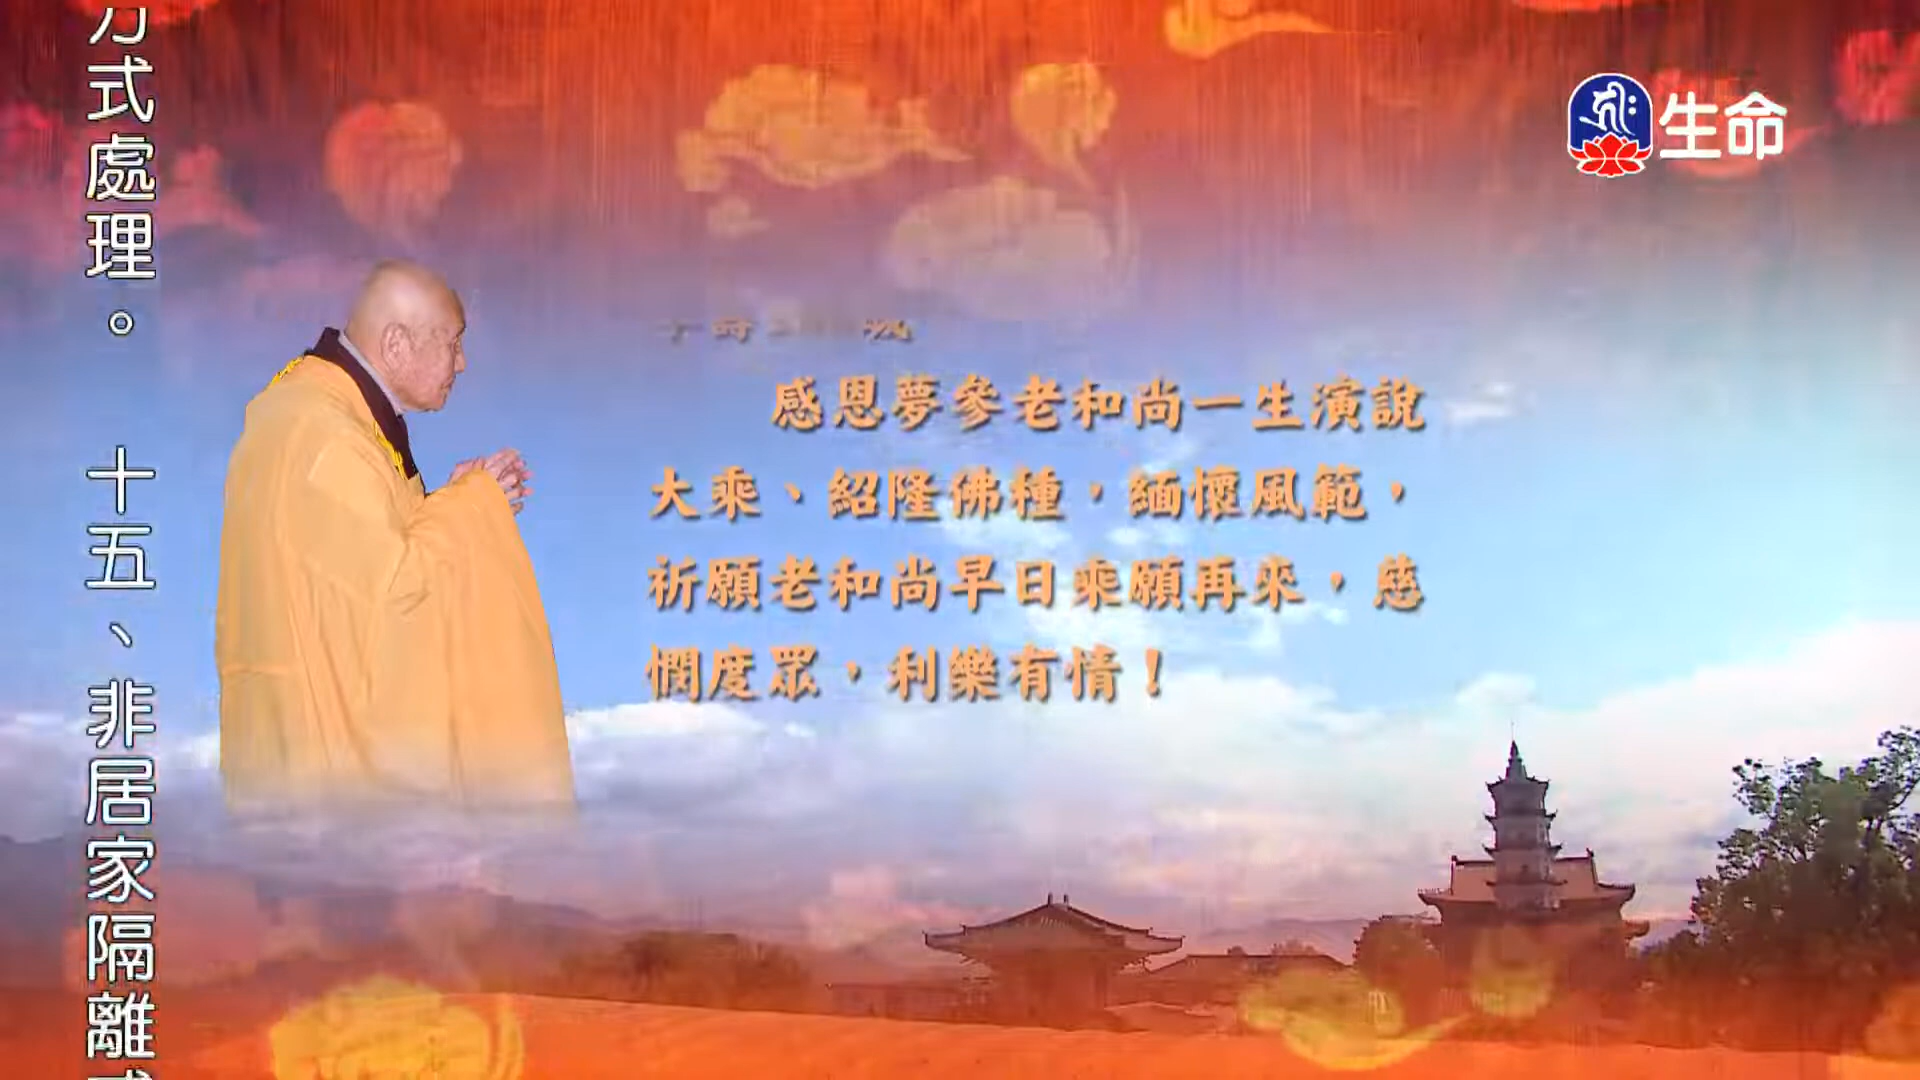 方式處理。 十五、非居家隔離
生命
感恩夢參老和尚一生演說
大乘、紹隆佛種，緬懷風範，
祈願老和尚早日乘願再來，慈
憫度眾，利樂有情！